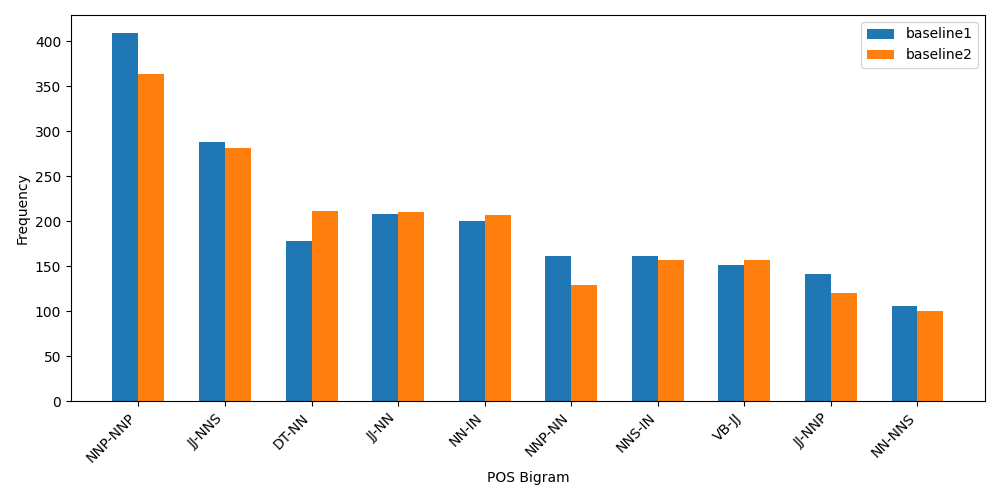 baseline1
baseline2
Frequency
400
350
300
250
200
150
100
50
0
NNP-NNP
JJ-NNS
DT-NN
JJ-NN
NN-IN
NNP-NN
NNS-IN
VB-JJ
JJ-NNP
NN-NNS
POS Bigram